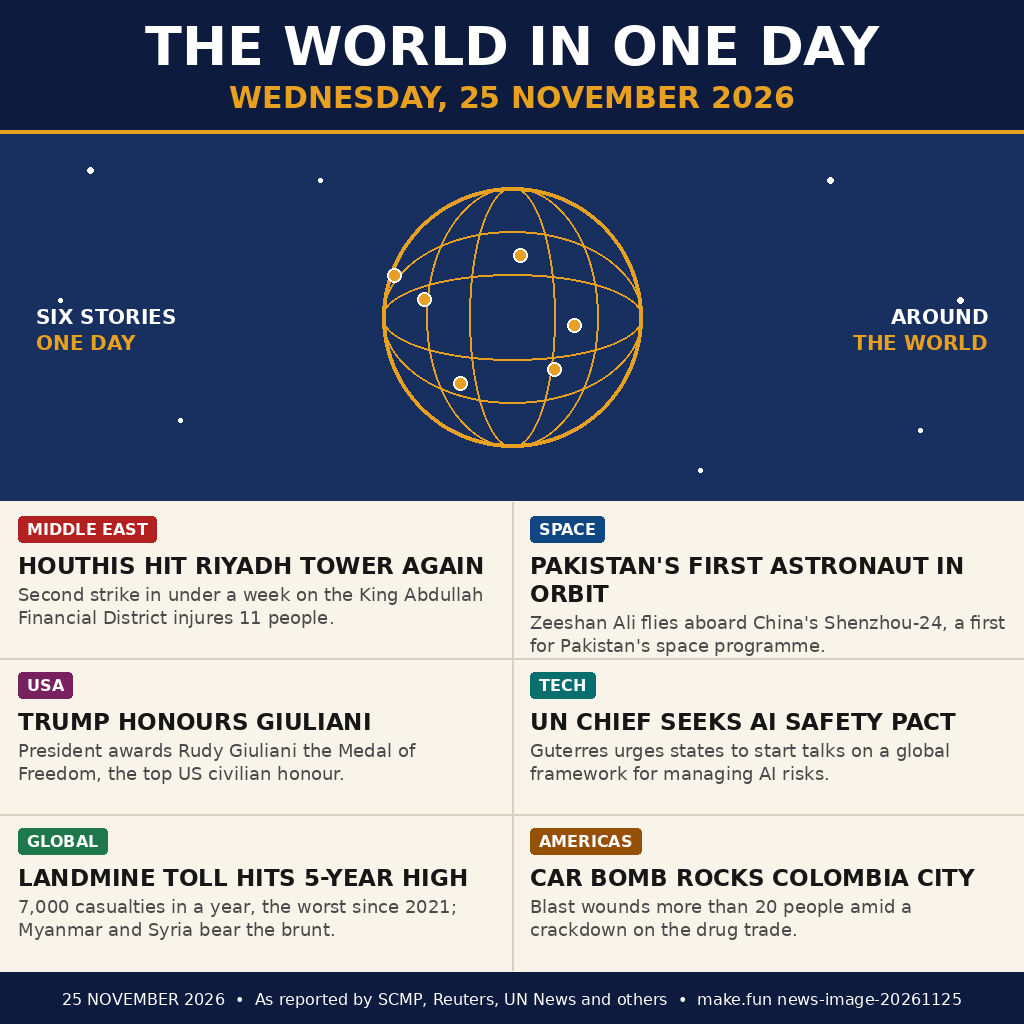 THE WORLD IN ONE DAY
WEDNESDAY, 25 NOVEMBER 2026
SIX STORIES
ONE DAY
AROUND
THE WORLD
MIDDLE EAST
HOUTHIS HIT RIYADH TOWER AGAIN
Second strike in under a week on the King Abdullah
Financial District injures 11 people.
SPACE
PAKISTAN'S FIRST ASTRONAUT IN
ORBIT
Zeeshan Ali flies aboard China's Shenzhou-24, a first
for Pakistan's space programme.
USA
TRUMP HONOURS GIULIANI
President awards Rudy Giuliani the Medal of
Freedom, the top US civilian honour.
TECH
UN CHIEF SEEKS AI SAFETY PACT
Guterres urges states to start talks on a global
framework for managing AI risks.
GLOBAL
LANDMINE TOLL HITS 5-YEAR HIGH
7,000 casualties in a year, the worst since 2021;
Myanmar and Syria bear the brunt.
AMERICAS
CAR BOMB ROCKS COLOMBIA CITY
Blast wounds more than 20 people amid a
crackdown on the drug trade.
25 NOVEMBER 2026 • As reported by SCMP, Reuters, UN News and others • make.fun news-image-20261125